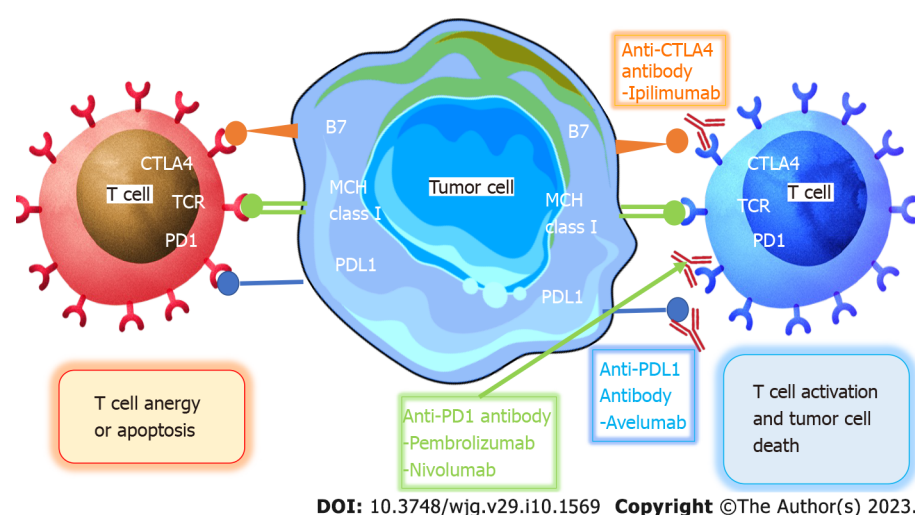 Anti-CTLA4
antibody
-Ipilimumab
B7
B7
CTLA4
T cell
TCR
PD1
MCH
class I
PDL1
Tumor cell
MCH
class I
PDL1
CTLA4
T cell
TCR
PD1
T cell anergy
or apoptosis
Anti-PD1 antibody
-Pembrolizumab
-Nivolumab
Anti-PDL1
Antibody
-Avelumab
T cell activation
and tumor cell
death
DOI: 10.3748/wjg.v29.i10.1569 Copyright ©The Author(s) 2023.